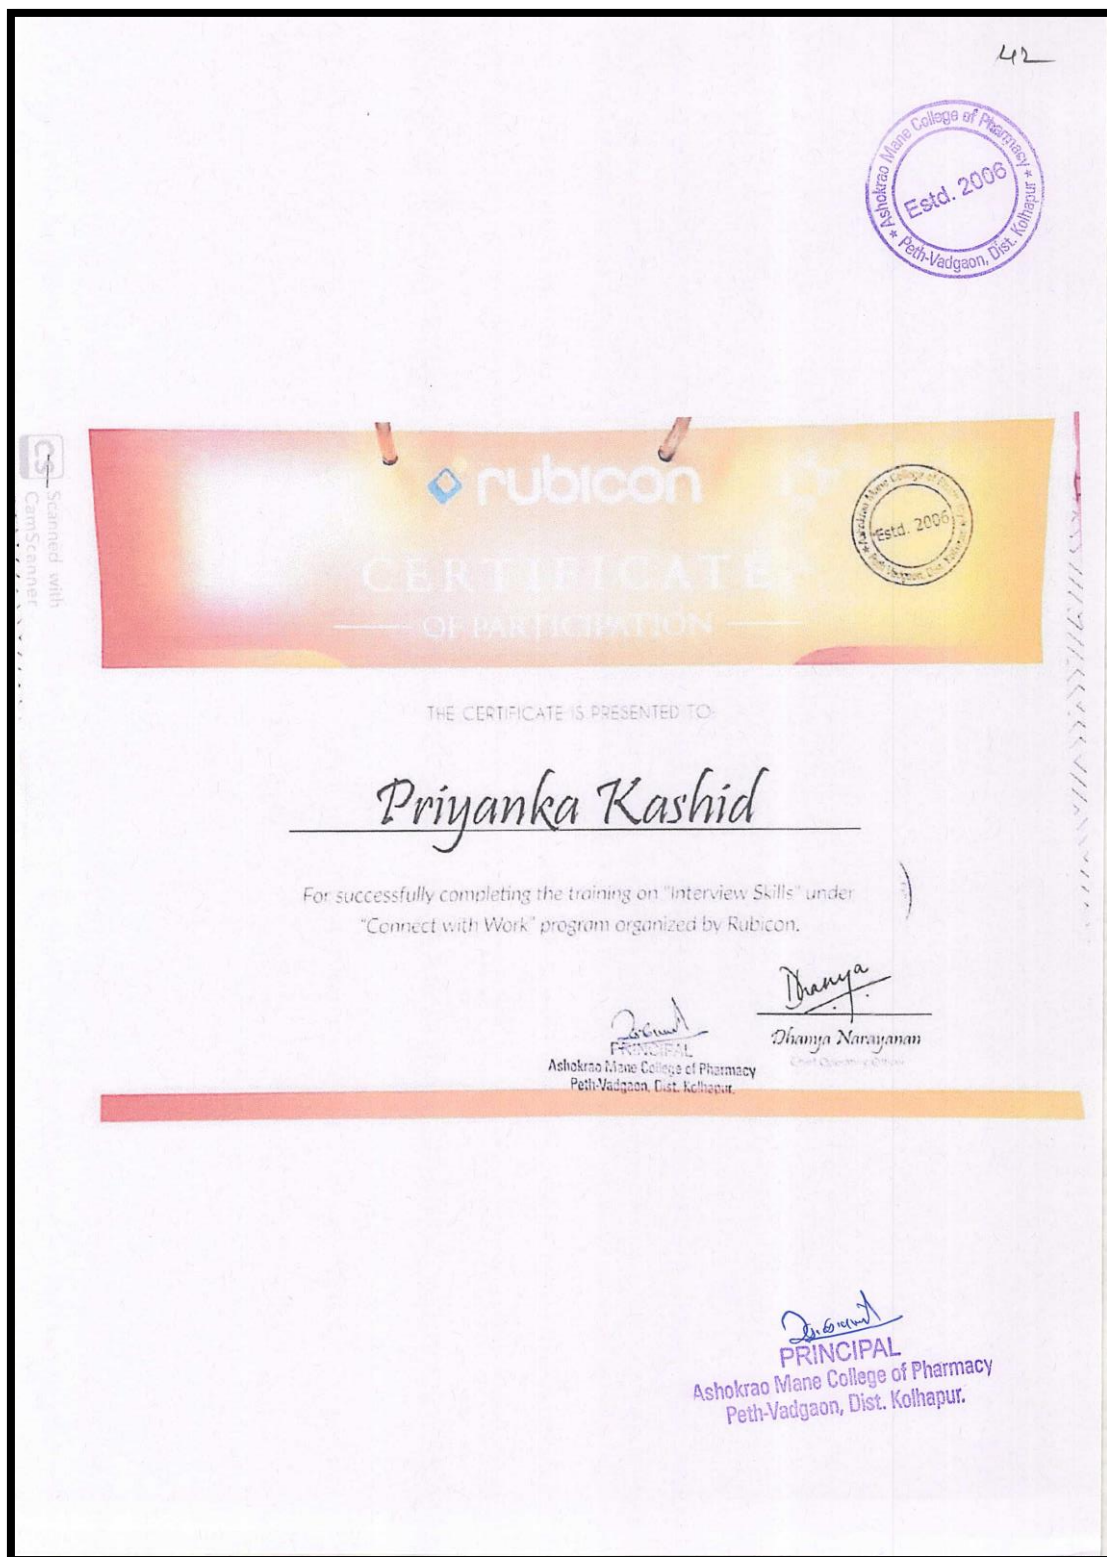 42
★ Ashokrao Mane College of Pharmacy ★
Peth-Vadgaon, Dist. Kolhapur
Estd. 2006
CS Scanned with
CamScanner
rubicon
Estd. 2006
CERTIFICATE
OF PARTICIPATION
THE CERTIFICATE IS PRESENTED TO
Priyanka Kashid
For successfully completing the training on "Interview Skills" under
"Connect with Work" program organized by Rubicon.
Dhanya
Dhanya Narayanan
Chief Operating Officer
PRINCIPAL
Ashokrao Mane College of Pharmacy
Peth-Vadgaon, Dist. Kolhapur.
PRINCIPAL
Ashokrao Mane College of Pharmacy
Peth-Vadgaon, Dist. Kolhapur.